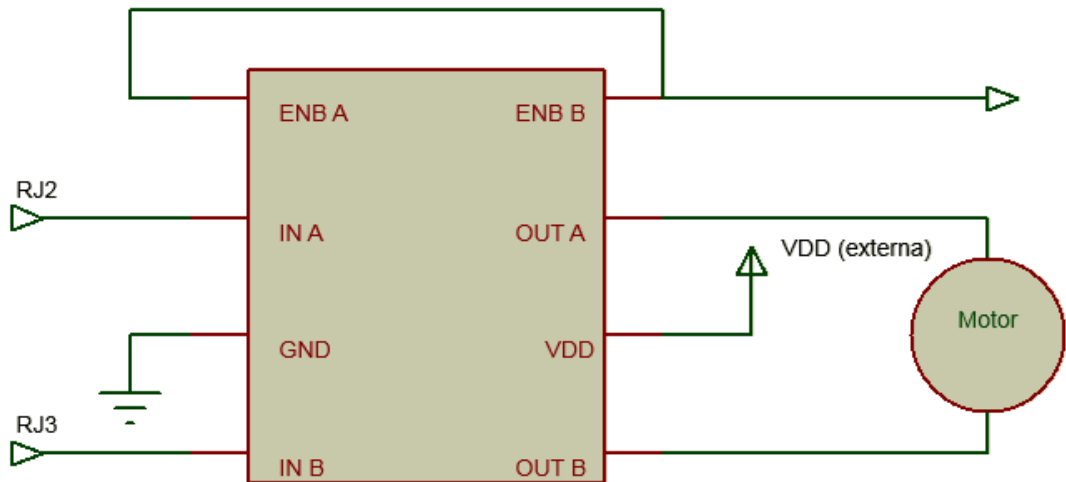 ENB A
ENB B
RJ2
IN A
OUT A
VDD (externa)
Motor
GND
VDD
RJ3
IN B
OUT B